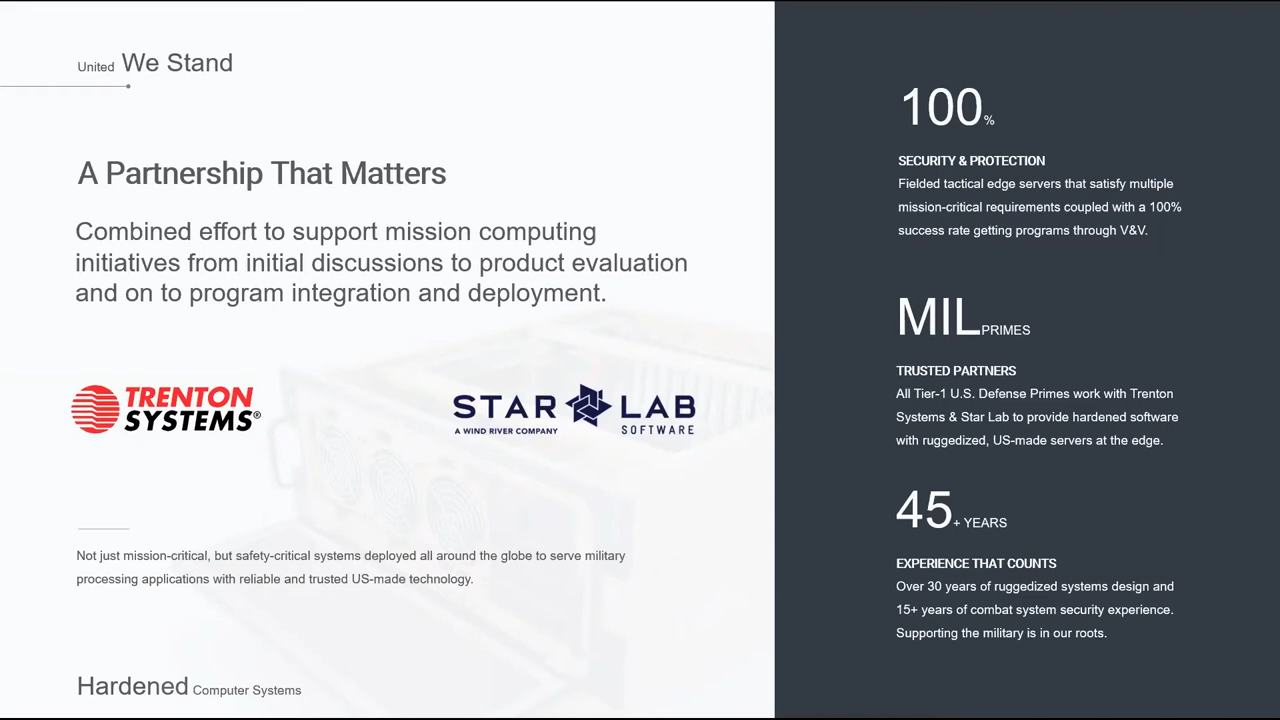 United We Stand
A Partnership That Matters
Combined effort to support mission computing
initiatives from initial discussions to product evaluation
and on to program integration and deployment.
TRENTON
SYSTEMS®
STAR LAB
A WIND RIVER COMPANY SOFTWARE
Not just mission-critical, but safety-critical systems deployed all around the globe to serve military
processing applications with reliable and trusted US-made technology.
Hardened Computer Systems
100%
SECURITY & PROTECTION
Fielded tactical edge servers that satisfy multiple
mission-critical requirements coupled with a 100%
success rate getting programs through V&V.
MIL PRIMES
TRUSTED PARTNERS
All Tier-1 U.S. Defense Primes work with Trenton
Systems & Star Lab to provide hardened software
with ruggedized, US-made servers at the edge.
45+ YEARS
EXPERIENCE THAT COUNTS
Over 30 years of ruggedized systems design and
15+ years of combat system security experience.
Supporting the military is in our roots.